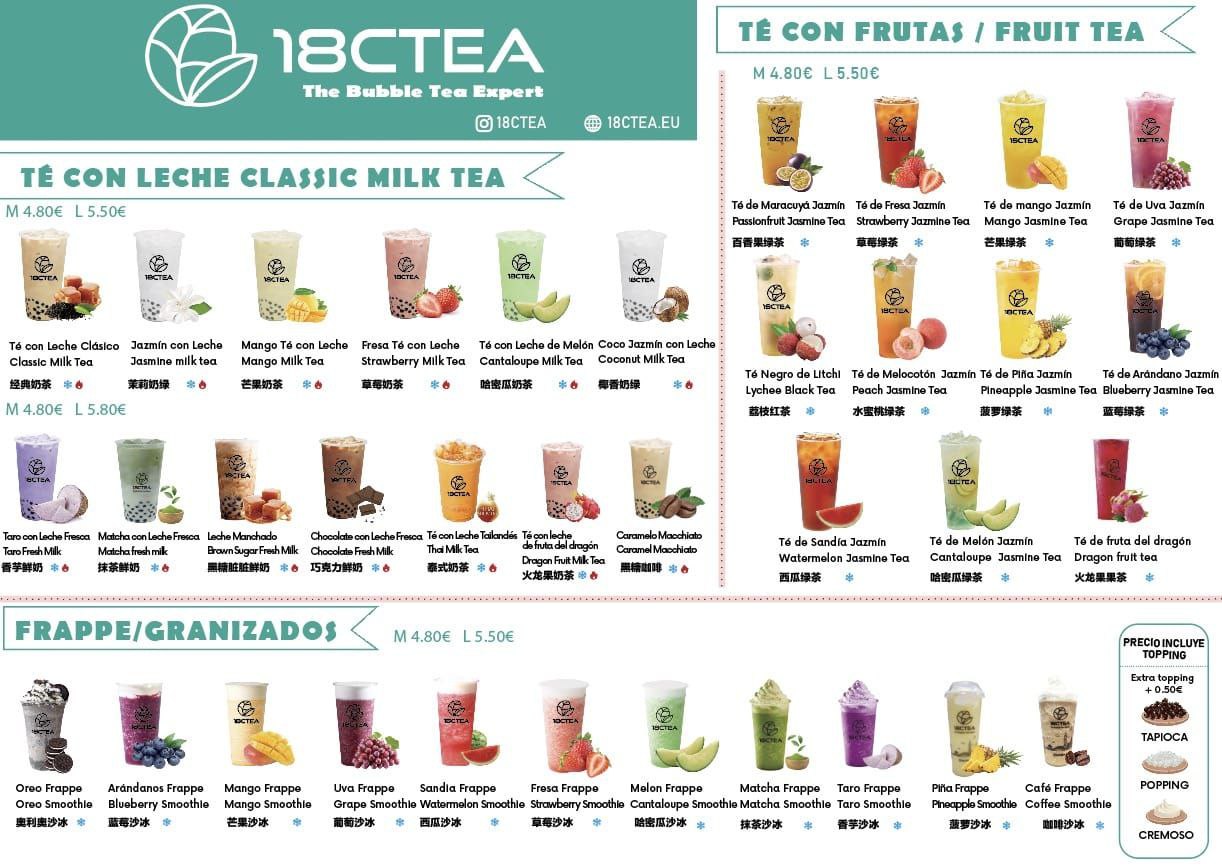 18CTEA
The Bubble Tea Expert
18CTEA 18CTEA.EU
TÉ CON LECHE CLASSIC MILK TEA
M 4.80€ L 5.50€
Té con Leche Clásico
Classic Milk Tea
经典奶茶
Jazmín con Leche
Jasmine milk tea
茉莉奶绿
Mango Té con Leche
Mango Milk Tea
芒果奶茶
Fresa Té con Leche
Strawberry Milk Tea
草莓奶茶
Té con Leche de Melón
Cantaloupe Milk Tea
哈密瓜奶茶
Coco Jazmín con Leche
Coconut Milk Tea
椰香奶绿
M 4.80€ L 5.80€
Taro con Leche Fresca
Taro Fresh Milk
香芋鲜奶
Matcha con Leche Fresca
Matcha fresh milk
抹茶鲜奶
Leche Manchado
Brown Sugar Fresh Milk
黑糖脏脏鲜奶
Chocolate con Leche Fresca
Chocolate Fresh Milk
巧克力鲜奶
Té con Leche Tailandés
Thai Milk Tea
泰式奶茶
Té con leche
de fruta del dragón
Dragon Fruit Milk Tea
火龙果奶茶
Caramelo Macchiato
Caramel Macchiato
黑糖咖啡
TÉ CON FRUTAS / FRUIT TEA
M 4.80€ L 5.50€
Té de Maracuyá Jazmín
Passionfruit Jasmine Tea
百香果绿茶
Té de Fresa Jazmín
Strawberry Jazmine Tea
草莓绿茶
Té de mango Jazmín
Mango Jasmine Tea
芒果绿茶
Té de Uva Jazmín
Grape Jasmine Tea
葡萄绿茶
Té Negro de Litchi
Lychee Black Tea
荔枝红茶
Té de Melocotón Jazmín
Peach Jasmine Tea
水蜜桃绿茶
Té de Piña Jazmín
Pineapple Jasmine Tea
菠萝绿茶
Té de Arándano Jazmín
Blueberry Jasmine Tea
蓝莓绿茶
Té de Sandía Jazmín
Watermelon Jasmine Tea
西瓜绿茶
Té de Melón Jazmín
Cantaloupe Jasmine Tea
哈密瓜绿茶
Té de fruta del dragón
Dragon fruit tea
火龙果果茶
FRAPPE/GRANIZADOS
M 4.80€ L 5.50€
Oreo Frappe
Oreo Smoothie
奥利奥沙冰
Arándanos Frappe
Blueberry Smoothie
蓝莓沙冰
Mango Frappe
Mango Smoothie
芒果沙冰
Uva Frappe
Grape Smoothie
葡萄沙冰
Sandia Frappe
Watermelon Smoothie
西瓜沙冰
Fresa Frappe
Strawberry Smoothie
草莓沙冰
Melon Frappe
Cantaloupe Smoothie
哈密瓜沙冰
Matcha Frappe
Matcha Smoothie
抹茶沙冰
Taro Frappe
Taro Smoothie
香芋沙冰
Piña Frappe
Pineapple Smoothie
菠萝沙冰
Café Frappe
Coffee Smoothie
咖啡沙冰
PRECIO INCLUYE
TOPPING
Extra topping
+ 0.50€
TAPIOCA
POPPING
CREMOSO